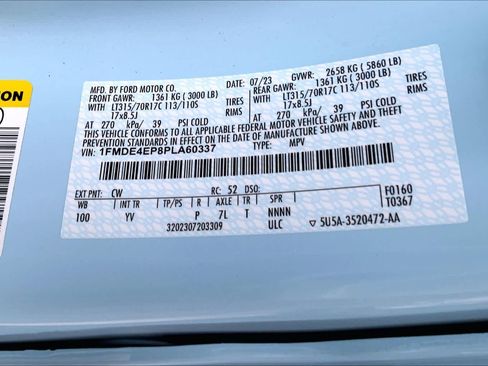 ION
MFD. BY FORD MOTOR CO. DATE: 07/23 GVWR: 2658 KG ( 5860 LB)
FRONT GAWR: 1361 KG ( 3000 LB) REAR GAWR: 1361 KG ( 3000 LB)
WITH LT315/70R17C 113/110S TIRES WITH LT315/70R17C 113/110S TIRES
17x8.5J RIMS 17x8.5J RIMS
AT 270 kPa/ 39 PSI COLD AT 270 kPa/ 39 PSI COLD
THIS VEHICLE CONFORMS TO ALL APPLICABLE FEDERAL MOTOR VEHICLE SAFETY AND THEFT
PREVENTION STANDARDS IN EFFECT ON THE DATE OF MANUFACTURE SHOWN ABOVE.
VIN: 1FMDE4EP8PLA60337 TYPE: MPV
EXT PNT: CW RC: 52 DSO: F0160
WB INT TR TP/PS R AXLE TR SPR T0367
100 YV P 7L T NNNN
3202307203309 ULC 5U5A-3520472-AA